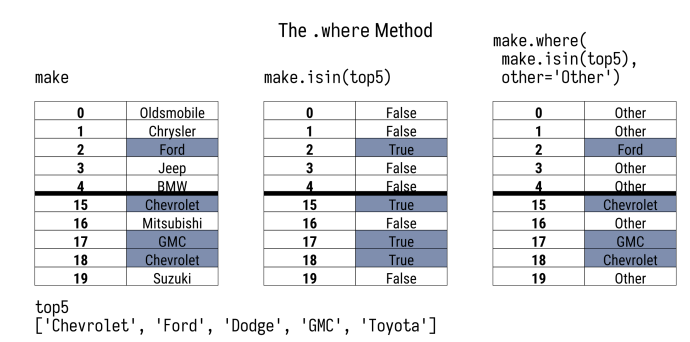 The .where Method
make
make.isin(top5)
make.where(
make.isin(top5),
other='Other')
0 Oldsmobile
1 Chrysler
2 Ford
3 Jeep
4 BMW
15 Chevrolet
16 Mitsubishi
17 GMC
18 Chevrolet
19 Suzuki
0 False
1 False
2 True
3 False
4 False
15 True
16 False
17 True
18 True
19 False
0 Other
1 Other
2 Ford
3 Other
4 Other
15 Chevrolet
16 Other
17 GMC
18 Chevrolet
19 Other
top5
['Chevrolet', 'Ford', 'Dodge', 'GMC', 'Toyota']